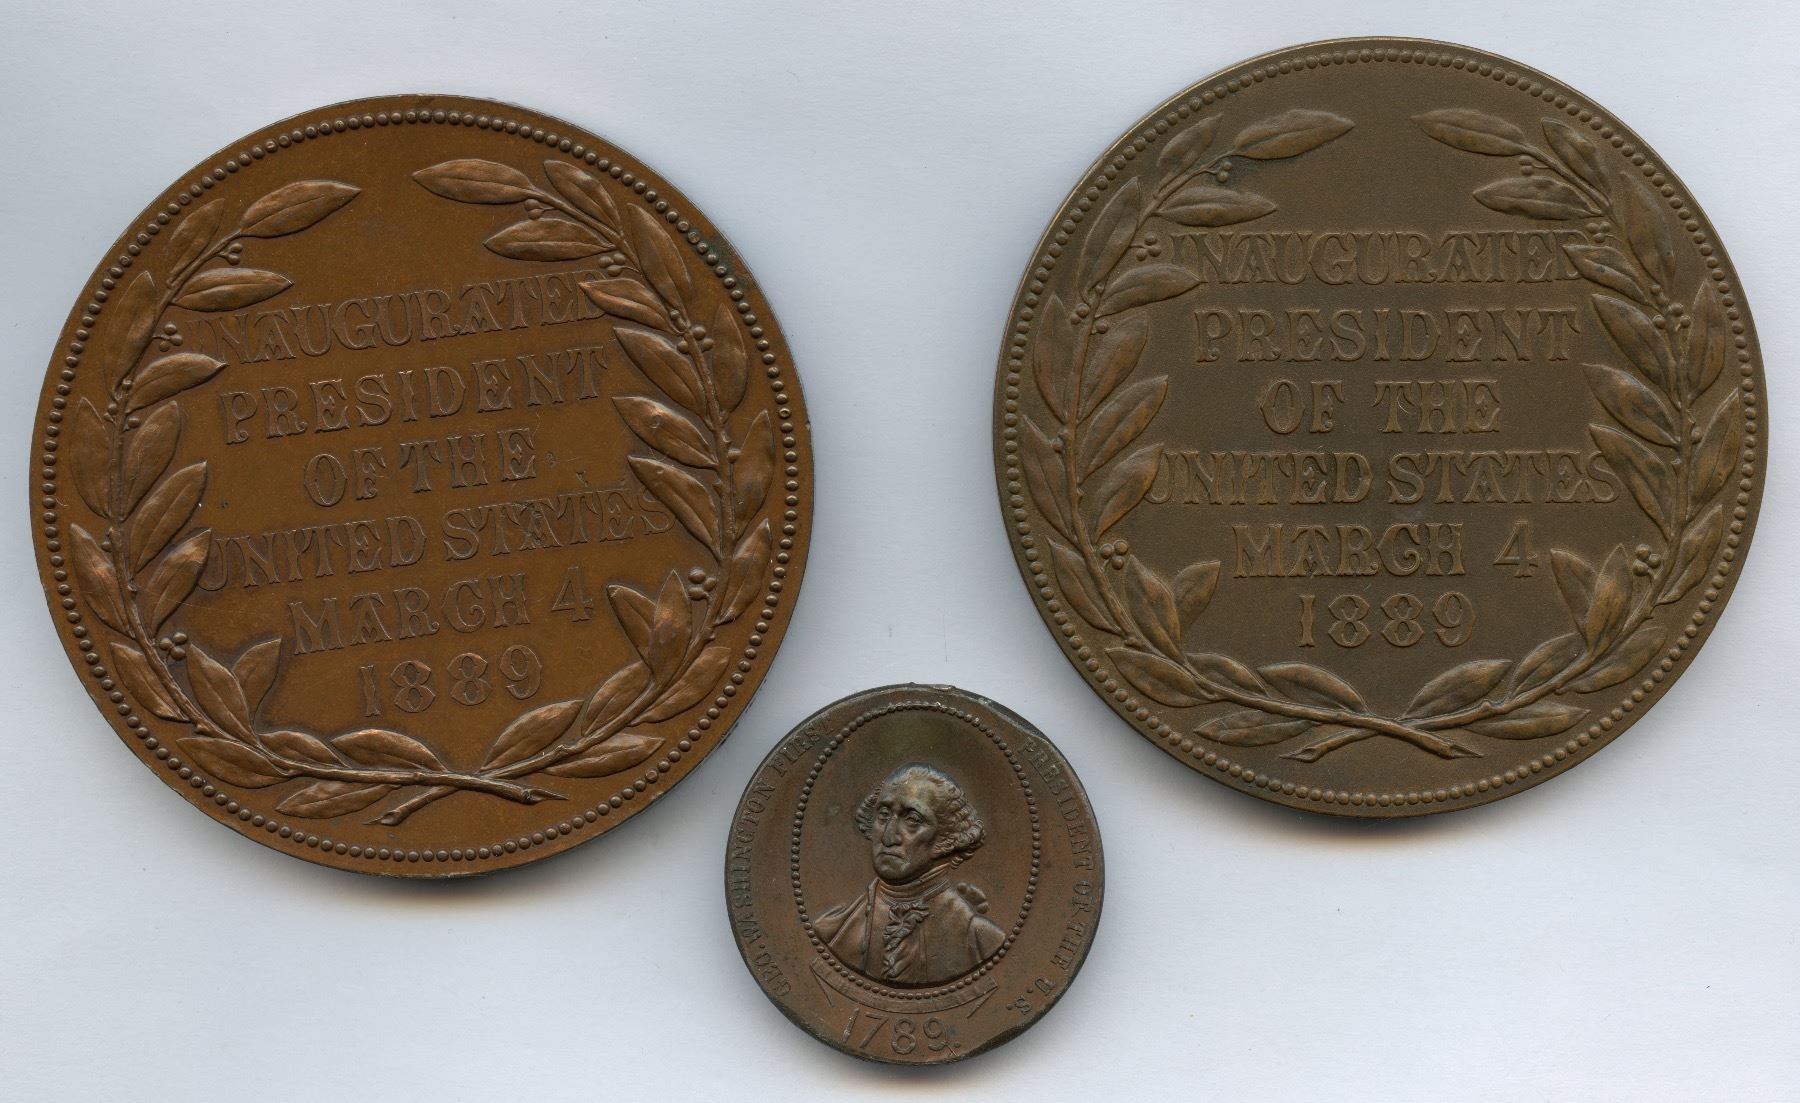 INAUGURATED
PRESIDENT
OF THE
UNITED STATES
MARCH 4
1889
INAUGURATED
PRESIDENT
OF THE
UNITED STATES
MARCH 4
1889
GEO. WASHINGTON FIRST PRESIDENT OF THE U.S.
1789.